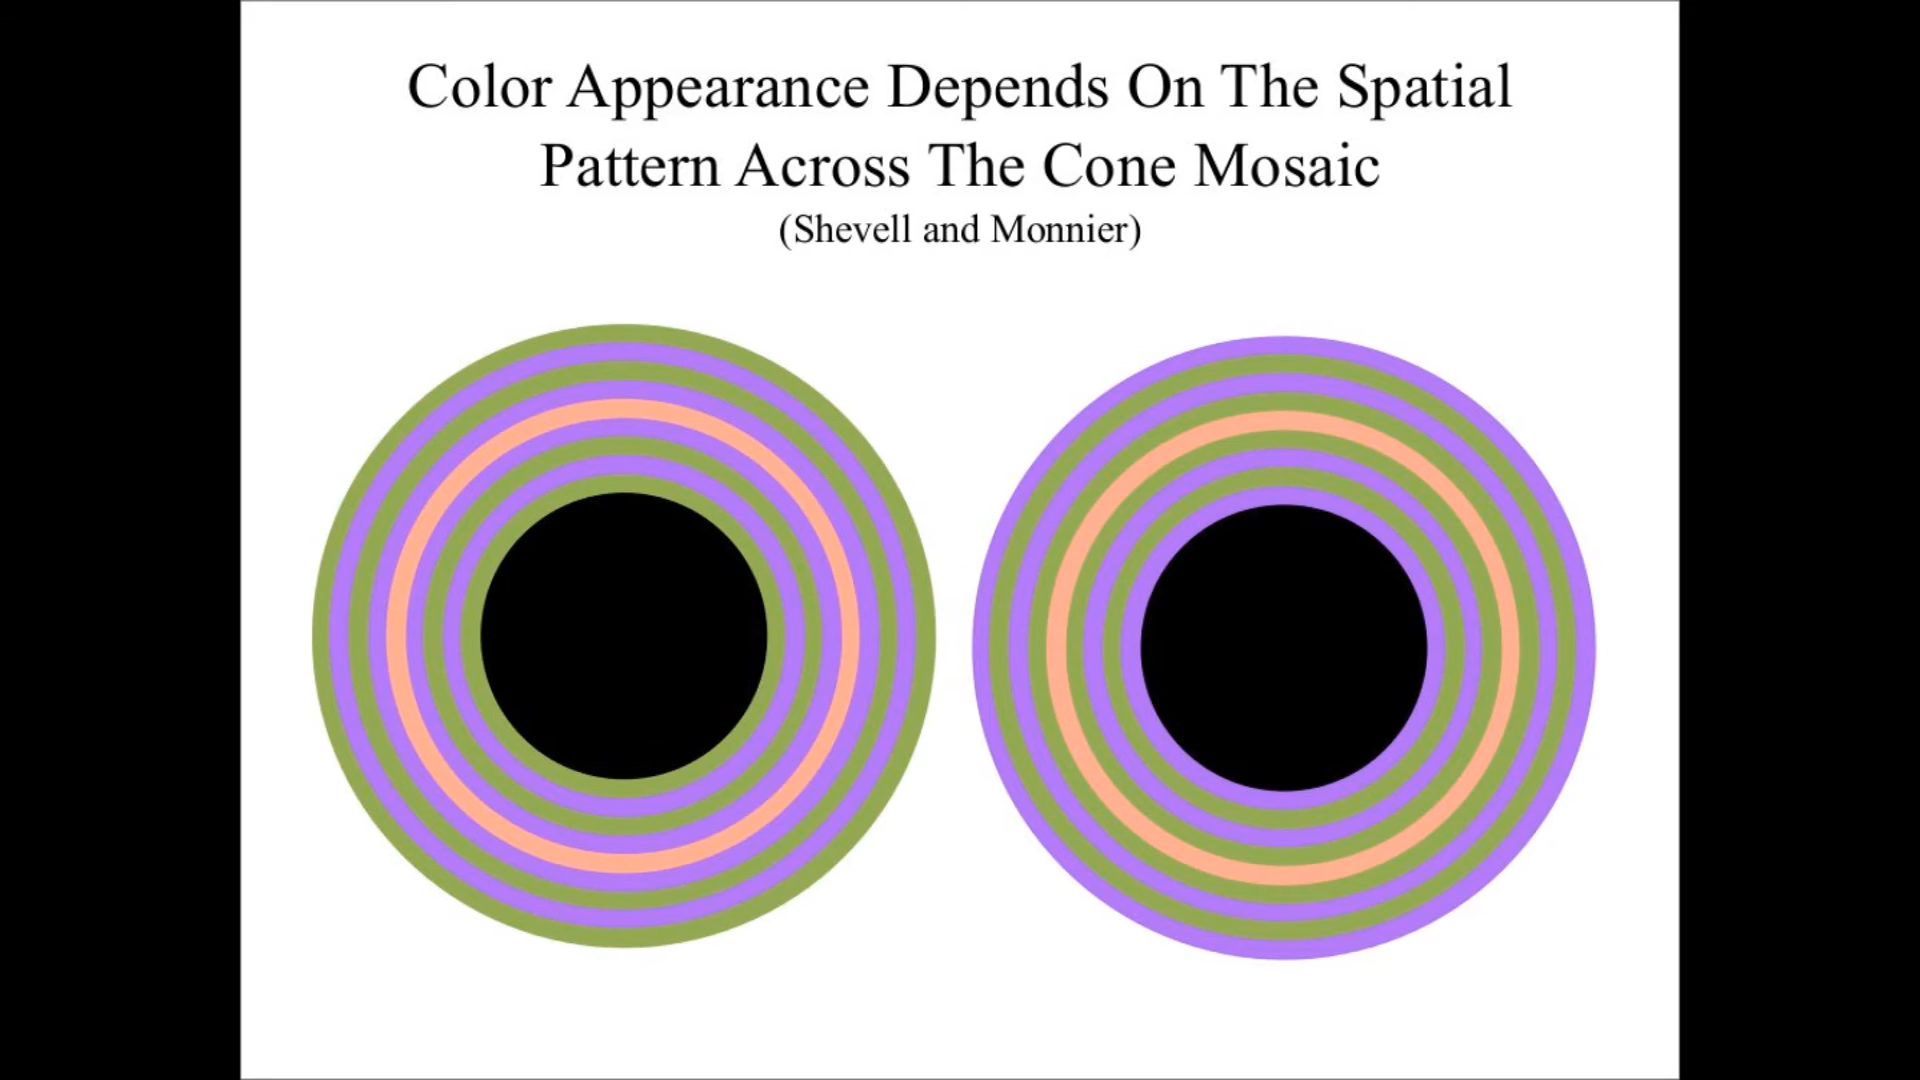 Color Appearance Depends On The Spatial
Pattern Across The Cone Mosaic
(Shevell and Monnier)